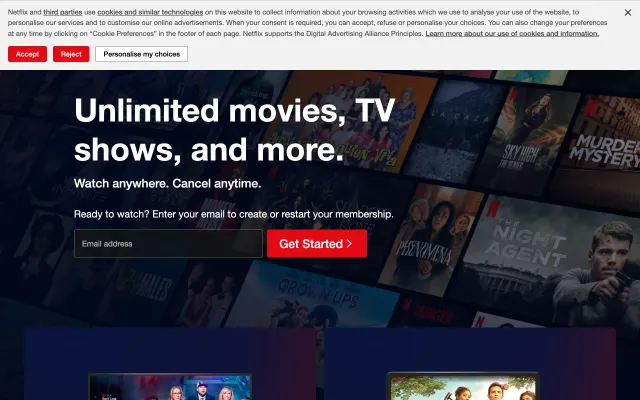 Netflix and third parties use cookies and similar technologies on this website to collect information about your browsing activities which we use to analyse your use of the website, to
personalise our services and to customise our online advertisements. When your consent is required, you can accept, refuse or personalise your choices. You can also change your preferences
at any time by clicking on "Cookie Preferences" in the footer of each page. Netflix supports the Digital Advertising Alliance Principles. Learn more about our use of cookies and information.
Accept
Reject
Personalise my choices
Unlimited movies, TV
shows, and more.
Watch anywhere. Cancel anytime.
Ready to watch? Enter your email to create or restart your membership.
Email address
Get Started
SKY HIGH
THE SERIES
MURDER
MYSTERY
PHENOMENA
THE
NIGHT
AGENT
GROWN UPS